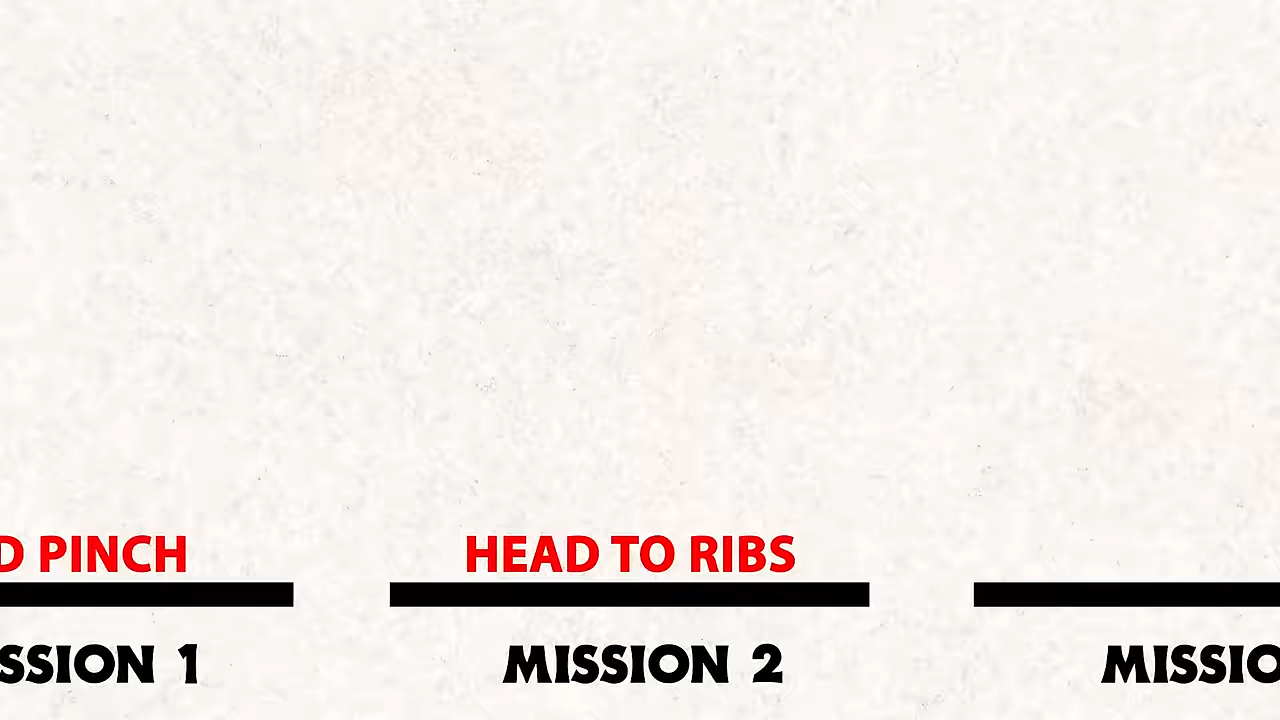 D PINCH
HEAD TO RIBS
SSION 1
MISSION 2
MISSIO